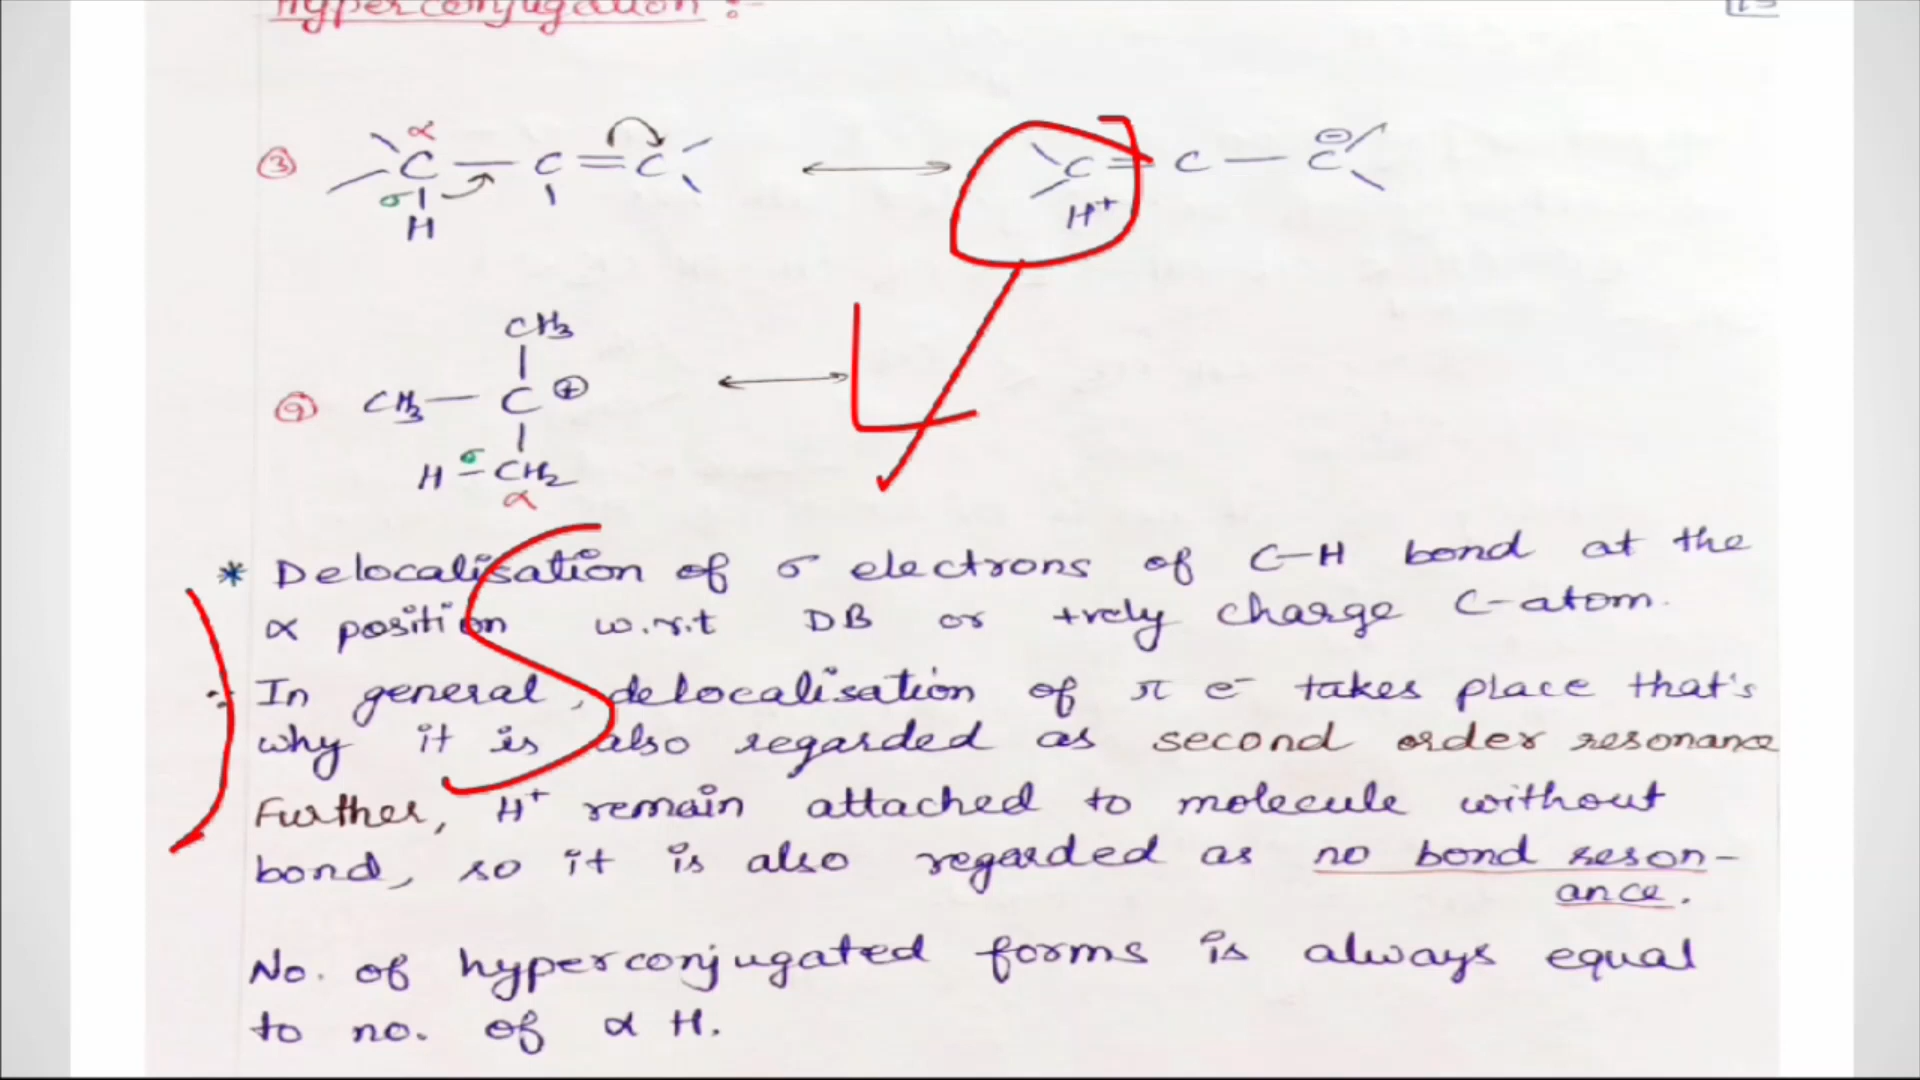 Hyperconjugation :-
③ α
C — C = C ⟷ C = C — C ⊖
σ
H H⁺
CH₃
⑨ CH₃ — C ⊕ ⟷
H σ– CH₂
α
* Delocalisation of σ electrons of C-H bond at the
α position w.r.t DB or +vely charge C-atom.
∴ In general, delocalisation of π e⁻ takes place that's
why it is also regarded as second order resonance
Further, H⁺ remain attached to molecule without
bond, so it is also regarded as no bond reson-
ance.
No. of hyperconjugated forms is always equal
to no. of α H.